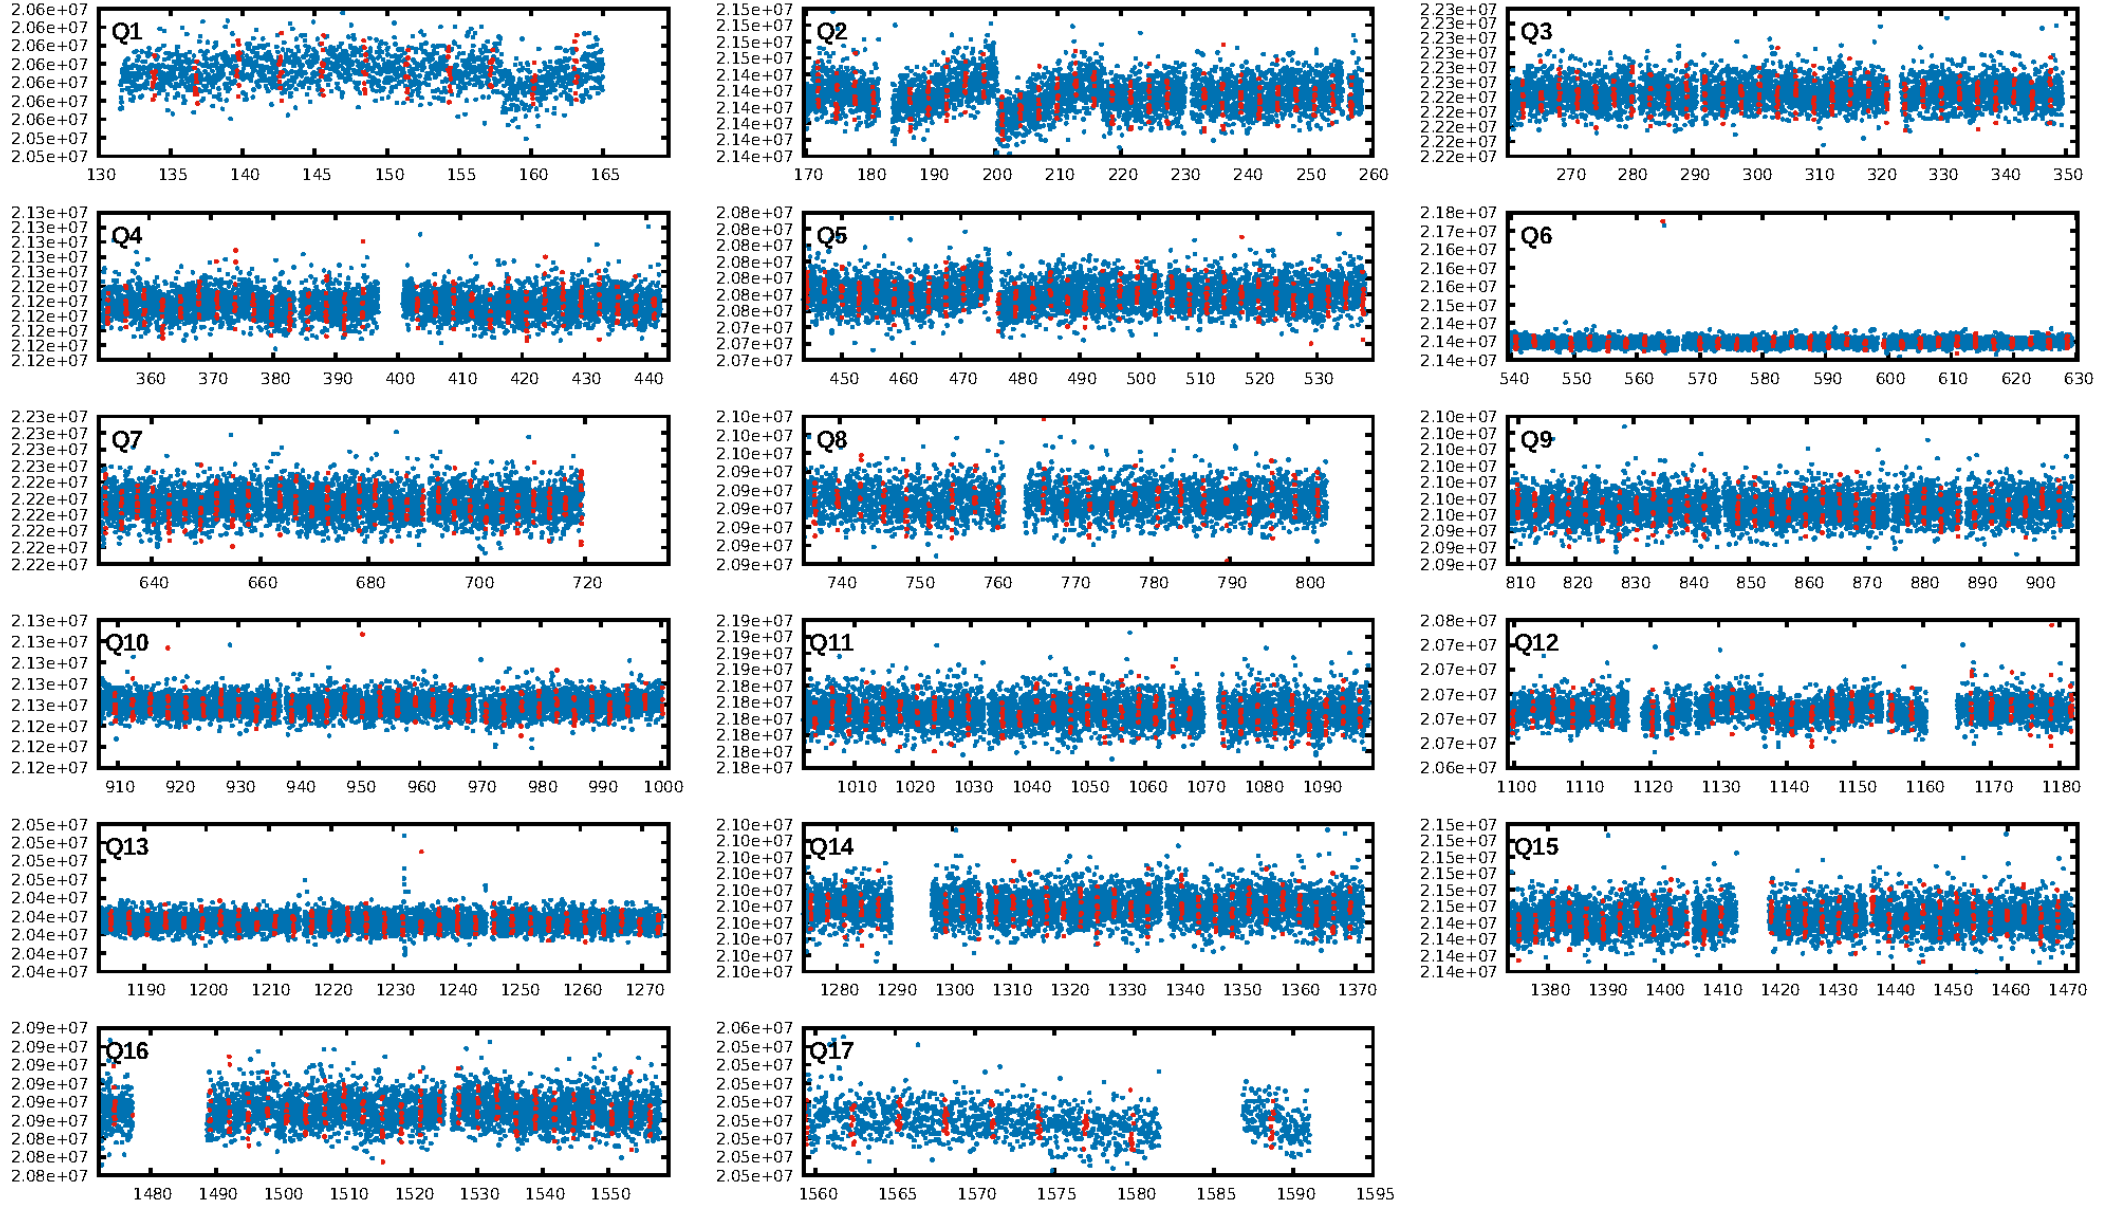 Q1
2.06e+07
2.06e+07
2.06e+07
2.06e+07
2.06e+07
2.06e+07
2.06e+07
2.05e+07
2.05e+07
130 135 140 145 150 155 160 165
Q2
2.15e+07
2.15e+07
2.15e+07
2.15e+07
2.14e+07
2.14e+07
2.14e+07
2.14e+07
2.14e+07
2.14e+07
170 180 190 200 210 220 230 240 250 260
Q3
2.23e+07
2.23e+07
2.23e+07
2.23e+07
2.23e+07
2.22e+07
2.22e+07
2.22e+07
2.22e+07
2.22e+07
2.22e+07
270 280 290 300 310 320 330 340 350
Q4
2.13e+07
2.13e+07
2.13e+07
2.13e+07
2.13e+07
2.12e+07
2.12e+07
2.12e+07
2.12e+07
2.12e+07
2.12e+07
360 370 380 390 400 410 420 430 440
Q5
2.08e+07
2.08e+07
2.08e+07
2.08e+07
2.08e+07
2.08e+07
2.08e+07
2.07e+07
2.07e+07
2.07e+07
450 460 470 480 490 500 510 520 530
Q6
2.18e+07
2.17e+07
2.16e+07
2.16e+07
2.15e+07
2.15e+07
2.14e+07
2.14e+07
2.14e+07
540 550 560 570 580 590 600 610 620 630
Q7
2.23e+07
2.23e+07
2.23e+07
2.23e+07
2.22e+07
2.22e+07
2.22e+07
2.22e+07
2.22e+07
2.22e+07
640 660 680 700 720
Q8
2.10e+07
2.10e+07
2.10e+07
2.09e+07
2.09e+07
2.09e+07
2.09e+07
2.09e+07
2.09e+07
740 750 760 770 780 790 800
Q9
2.10e+07
2.10e+07
2.10e+07
2.10e+07
2.10e+07
2.10e+07
2.10e+07
2.09e+07
2.09e+07
2.09e+07
810 820 830 840 850 860 870 880 890 900
Q10
2.13e+07
2.13e+07
2.13e+07
2.13e+07
2.13e+07
2.12e+07
2.12e+07
2.12e+07
910 920 930 940 950 960 970 980 990 1000
Q11
2.19e+07
2.19e+07
2.19e+07
2.19e+07
2.18e+07
2.18e+07
2.18e+07
2.18e+07
2.18e+07
2.18e+07
1010 1020 1030 1040 1050 1060 1070 1080 1090
Q12
2.08e+07
2.07e+07
2.07e+07
2.07e+07
2.07e+07
2.07e+07
2.06e+07
1100 1110 1120 1130 1140 1150 1160 1170 1180
Q13
2.05e+07
2.05e+07
2.05e+07
2.05e+07
2.04e+07
2.04e+07
2.04e+07
2.04e+07
2.04e+07
1190 1200 1210 1220 1230 1240 1250 1260 1270
Q14
2.10e+07
2.10e+07
2.10e+07
2.10e+07
2.10e+07
2.10e+07
2.10e+07
2.10e+07
2.10e+07
2.10e+07
1280 1290 1300 1310 1320 1330 1340 1350 1360 1370
Q15
2.15e+07
2.15e+07
2.15e+07
2.15e+07
2.15e+07
2.15e+07
2.14e+07
2.14e+07
2.14e+07
2.14e+07
1380 1390 1400 1410 1420 1430 1440 1450 1460 1470
Q16
2.09e+07
2.09e+07
2.09e+07
2.09e+07
2.09e+07
2.09e+07
2.08e+07
2.08e+07
2.08e+07
1480 1490 1500 1510 1520 1530 1540 1550
Q17
2.06e+07
2.05e+07
2.05e+07
2.05e+07
2.05e+07
2.05e+07
2.05e+07
2.05e+07
2.05e+07
1560 1565 1570 1575 1580 1585 1590 1595